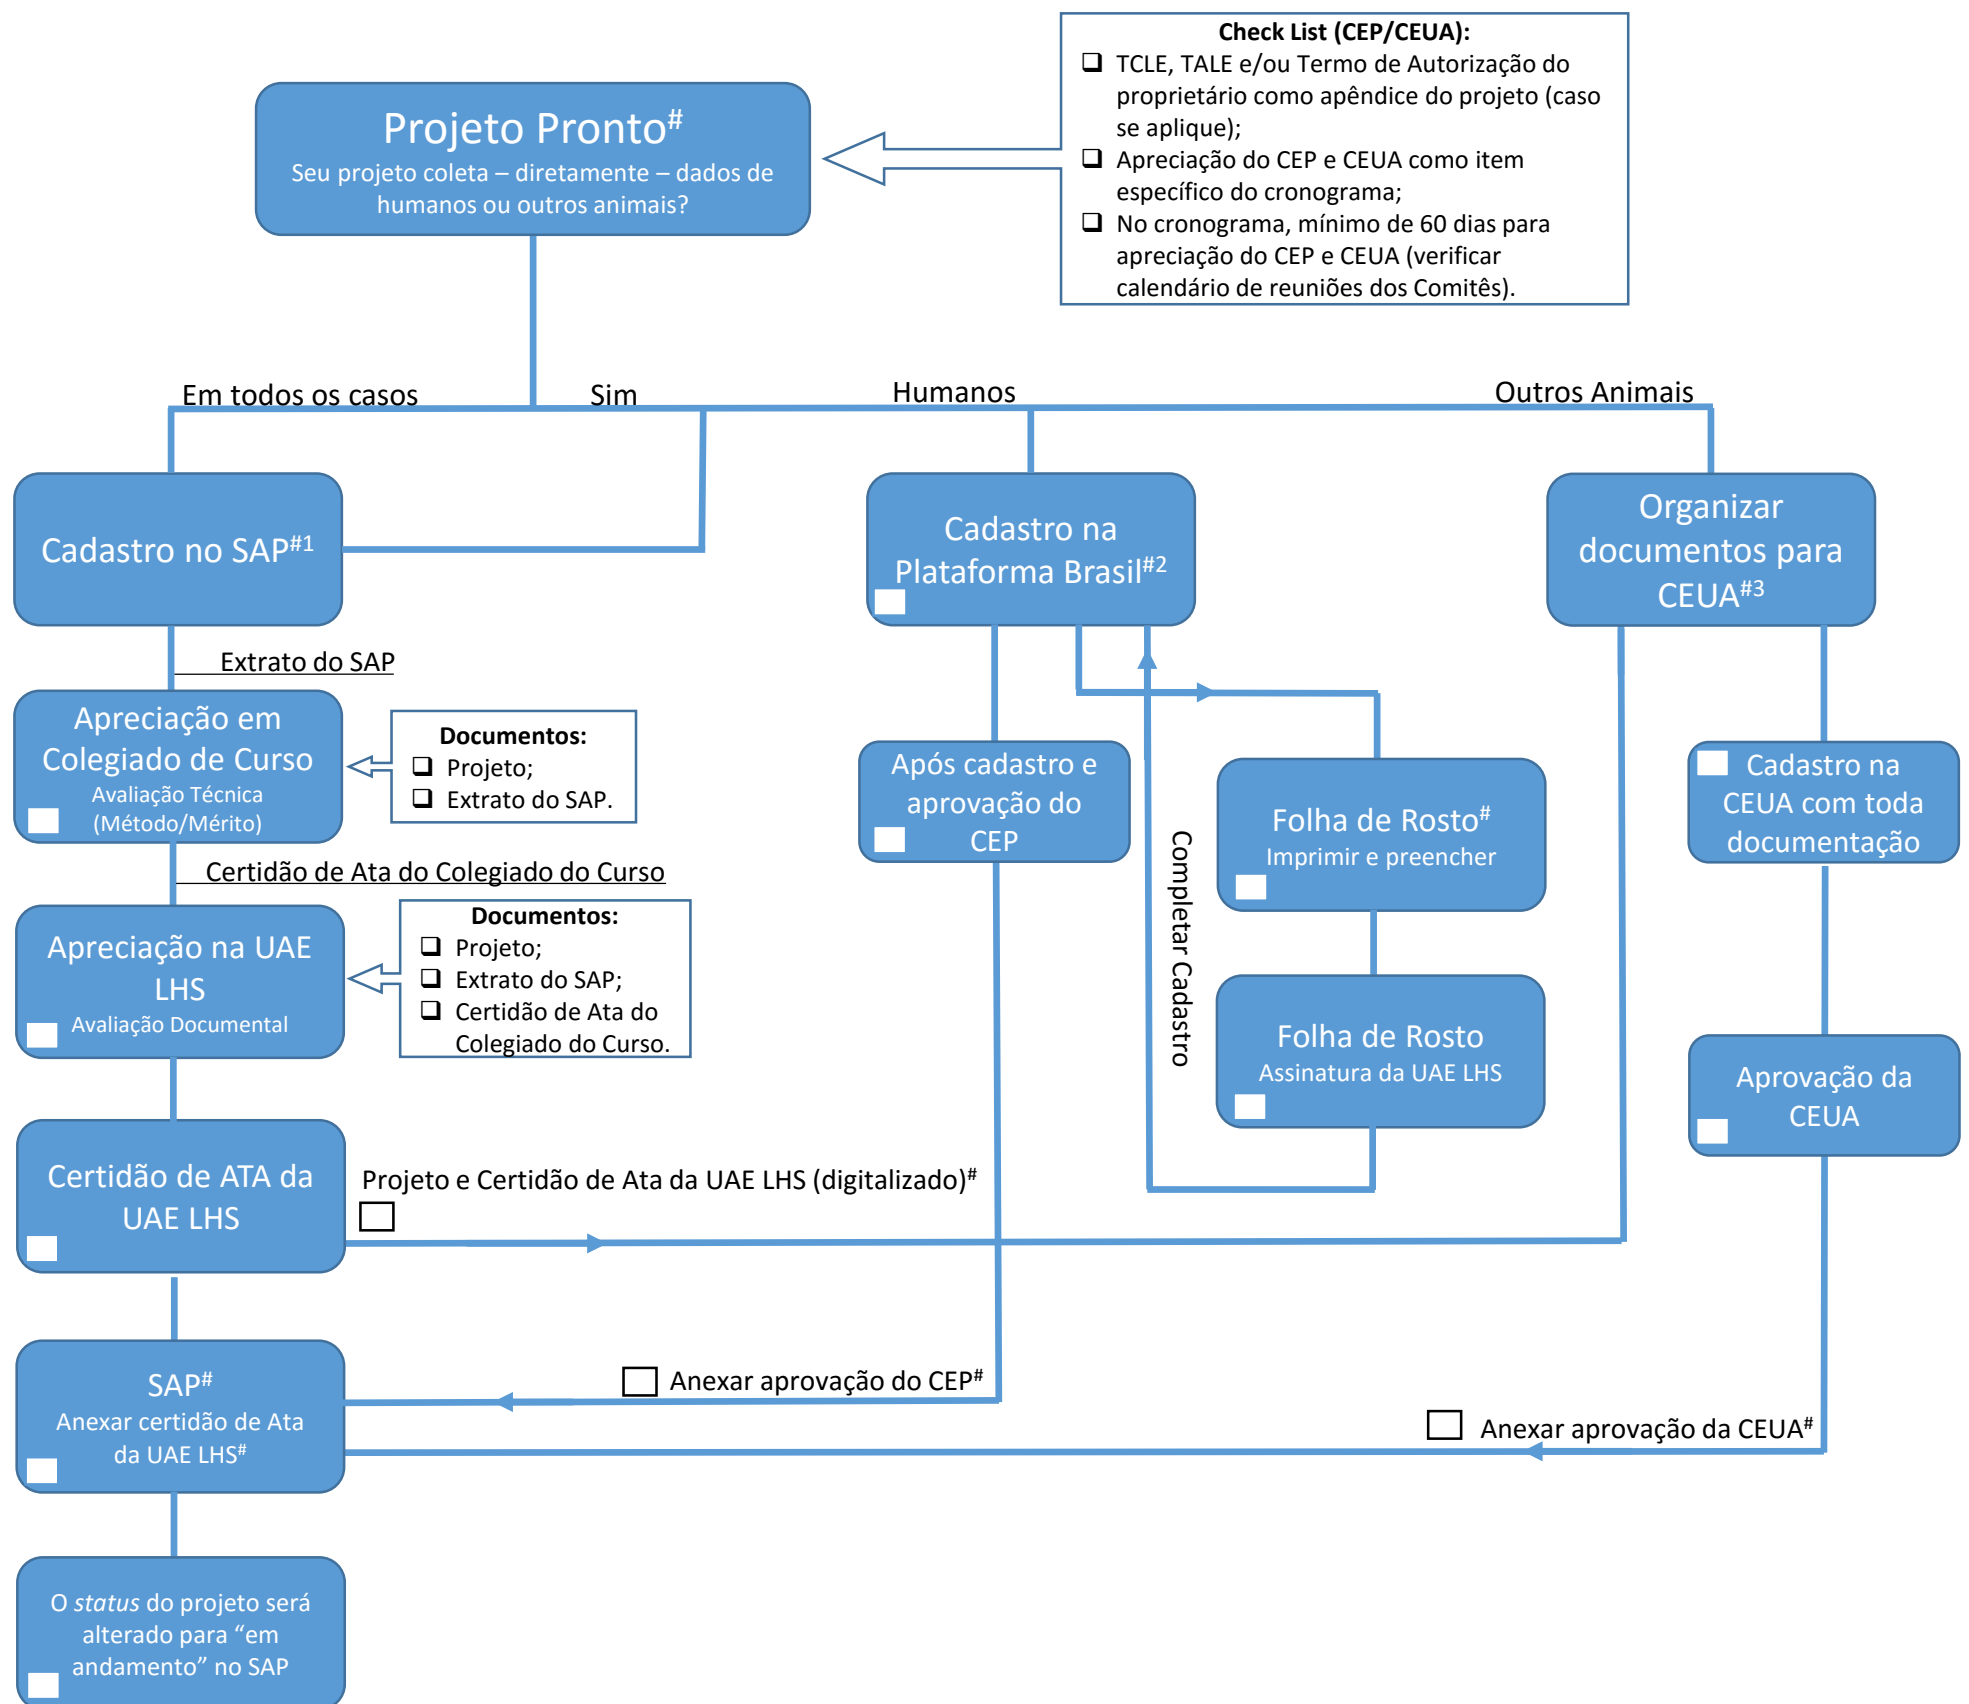 Check List (CEP/CEUA):
❑ TCLE, TALE e/ou Termo de Autorização do
proprietário como apêndice do projeto (caso
se aplique);
❑ Apreciação do CEP e CEUA como item
específico do cronograma;
❑ No cronograma, mínimo de 60 dias para
apreciação do CEP e CEUA (verificar
calendário de reuniões dos Comitês).
Projeto Pronto#
Seu projeto coleta – diretamente – dados de
humanos ou outros animais?
Em todos os casos
Sim
Humanos
Outros Animais
Cadastro no SAP#1
Cadastro na
Plataforma Brasil#2
Organizar
documentos para
CEUA#3
Extrato do SAP
Apreciação em
Colegiado de Curso
Avaliação Técnica
(Método/Mérito)
Documentos:
❑ Projeto;
❑ Extrato do SAP.
Após cadastro e
aprovação do
CEP
Completar Cadastro
Folha de Rosto#
Imprimir e preencher
Cadastro na
CEUA com toda
documentação
Certidão de Ata do Colegiado do Curso
Apreciação na UAE
LHS
Avaliação Documental
Documentos:
❑ Projeto;
❑ Extrato do SAP;
❑ Certidão de Ata do
Colegiado do Curso.
Folha de Rosto
Assinatura da UAE LHS
Aprovação da
CEUA
Certidão de ATA da
UAE LHS
Projeto e Certidão de Ata da UAE LHS (digitalizado)#
SAP#
Anexar certidão de Ata
da UAE LHS#
Anexar aprovação do CEP#
Anexar aprovação da CEUA#
O status do projeto será
alterado para “em
andamento” no SAP